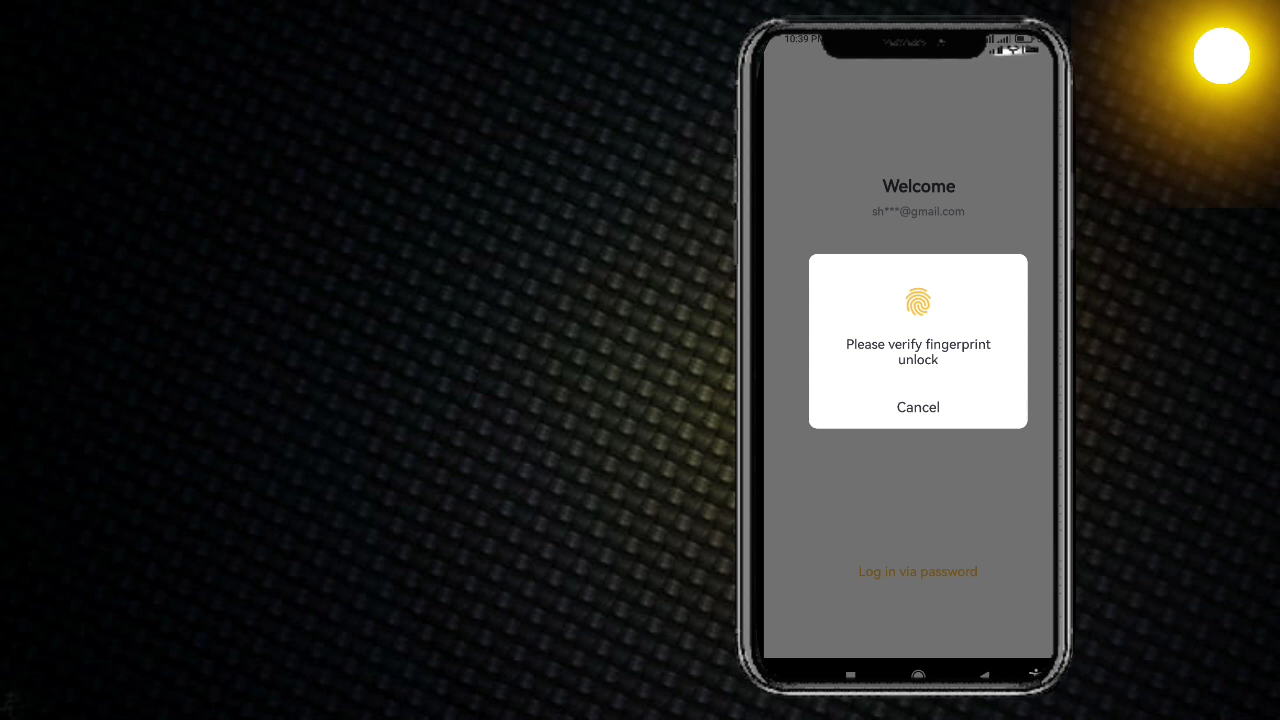 Welcome
sh***@gmail.com
Please verify fingerprint
unlock
Cancel
Log in via password